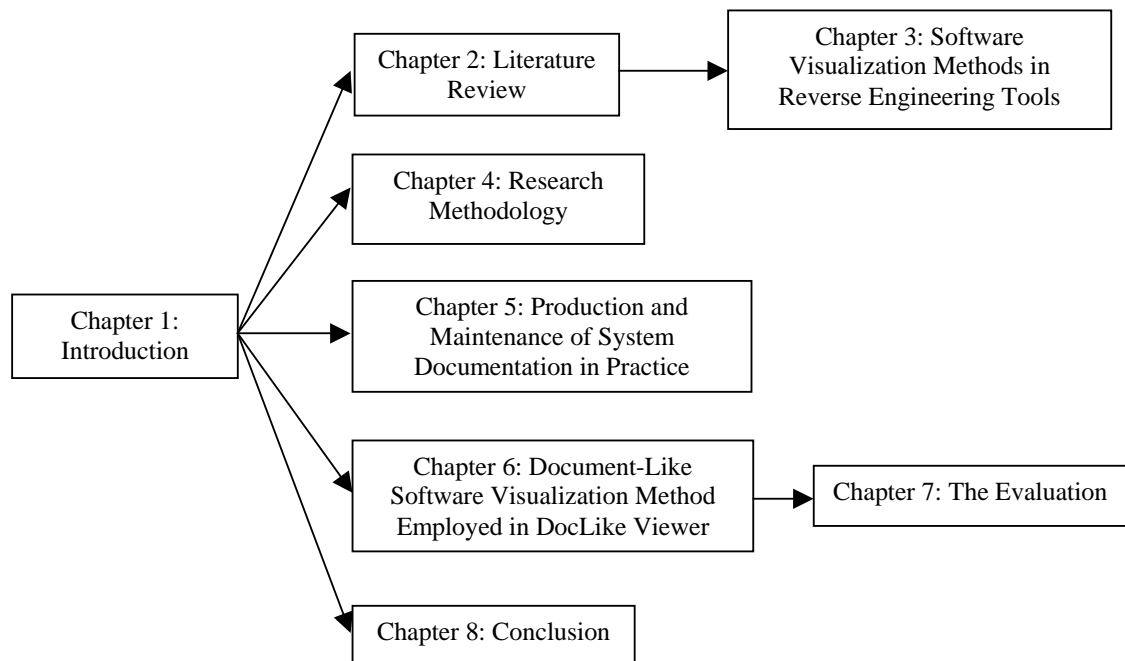 Chapter 2: Literature
Review
Chapter 3: Software
Visualization Methods in
Reverse Engineering Tools
Chapter 4: Research
Methodology
Chapter 1:
Introduction
Chapter 5: Production and
Maintenance of System
Documentation in Practice
Chapter 6: Document-Like
Software Visualization Method
Employed in DocLike Viewer
Chapter 7: The Evaluation
Chapter 8: Conclusion